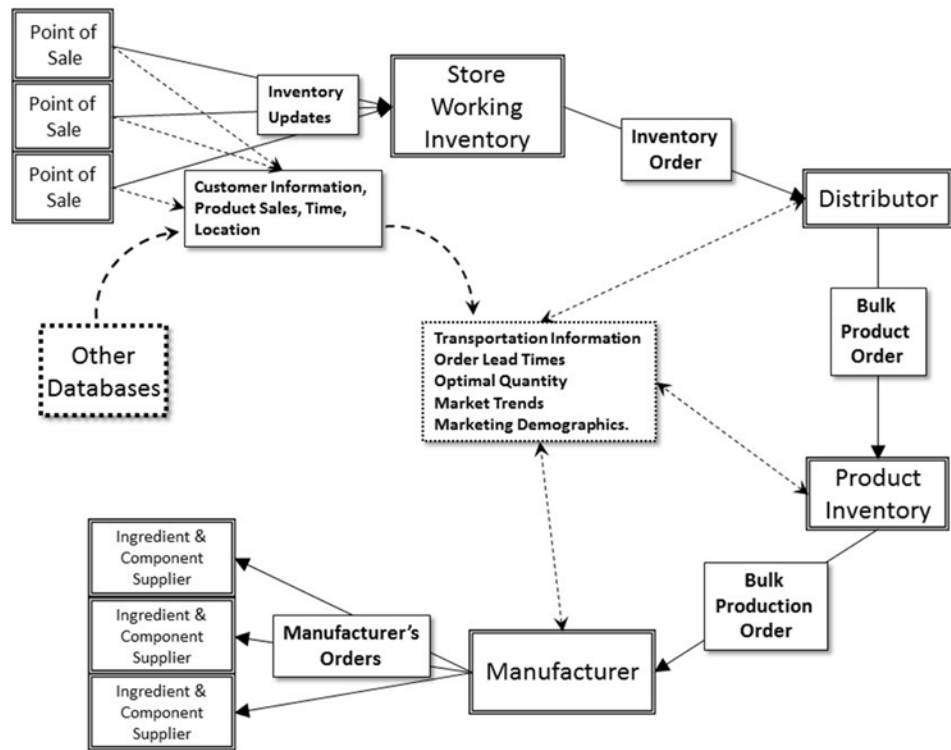 Point of
Sale
Point of
Sale
Point of
Sale
Inventory
Updates
Store
Working
Inventory
Inventory
Order
Customer Information,
Product Sales, Time,
Location
Distributor
Other
Databases
Transportation Information
Order Lead Times
Optimal Quantity
Market Trends
Marketing Demographics.
Bulk
Product
Order
Product
Inventory
Bulk
Production
Order
Manufacturer
Manufacturer’s
Orders
Ingredient &
Component
Supplier
Ingredient &
Component
Supplier
Ingredient &
Component
Supplier